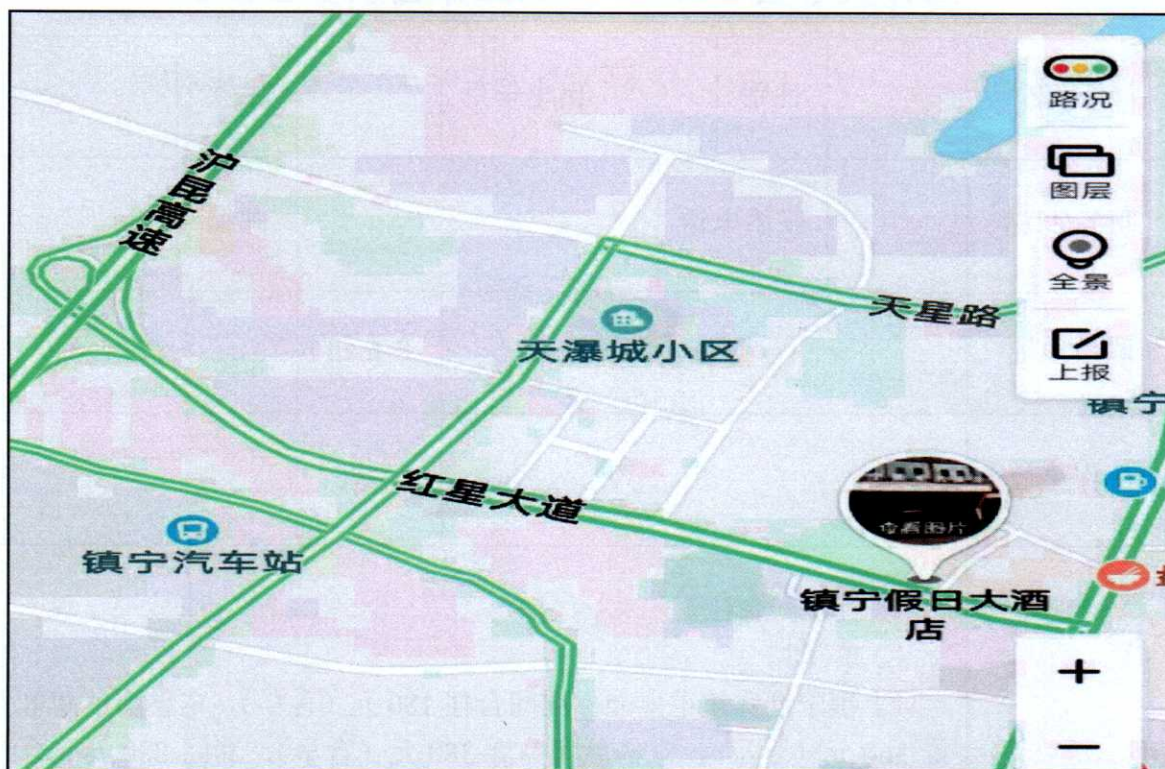 路况
图层
沪昆高速
全景
天星路
天瀑城小区
上报
镇宁
红星大道
查看图片
镇宁汽车站
镇宁假日大酒
店
+
−